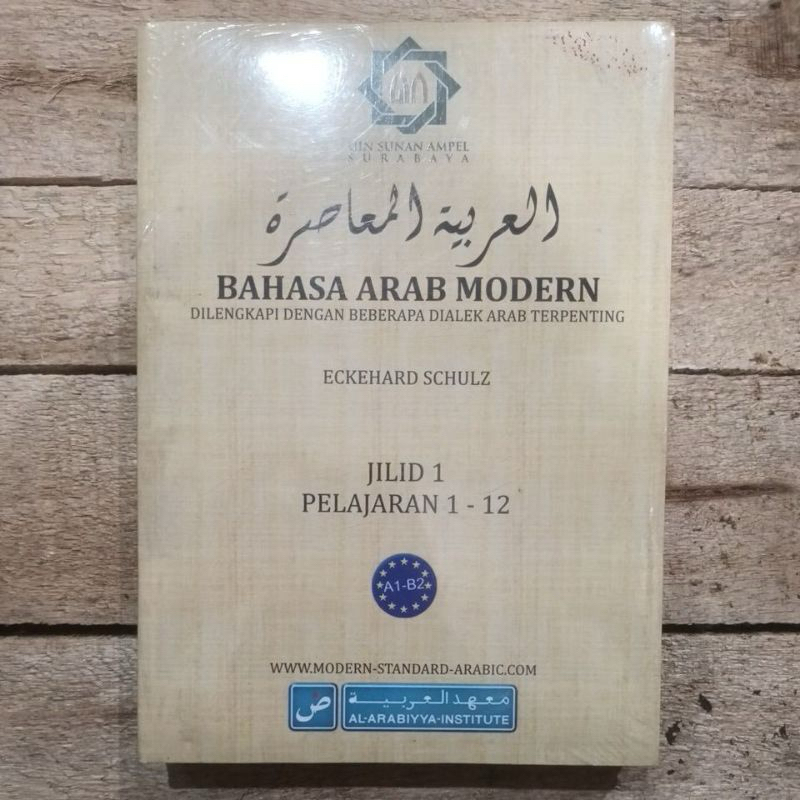 UIN SUNAN AMPEL
SURABAYA
العربية المعاصرة
BAHASA ARAB MODERN
DILENGKAPI DENGAN BEBERAPA DIALEK ARAB TERPENTING
ECKEHARD SCHULZ
JILID 1
PELAJARAN 1 - 12
A1-B2
WWW.MODERN-STANDARD-ARABIC.COM
ض معهد العربية
AL-ARABIYYA-INSTITUTE